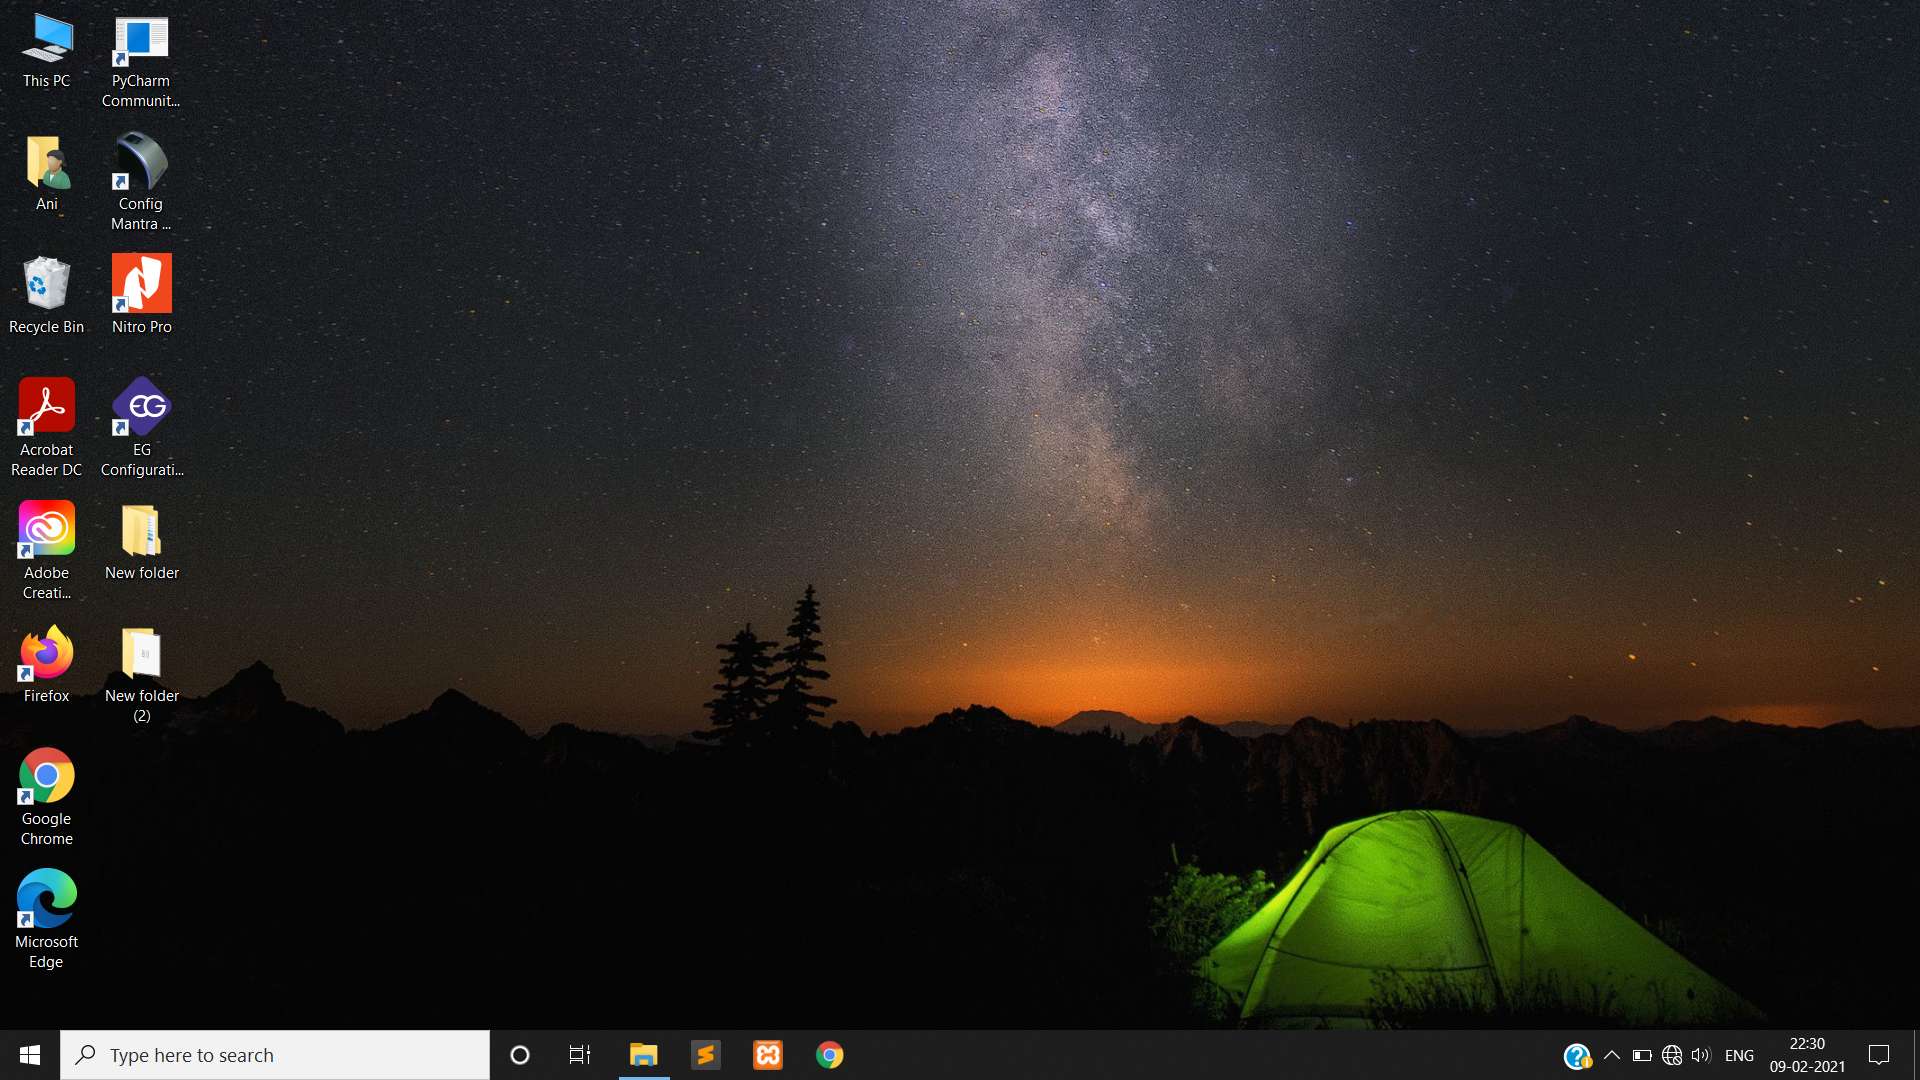 This PC
PyCharm
Communit...
Ani
Config
Mantra ...
Recycle Bin
Nitro Pro
Acrobat
Reader DC
EG
EG
Configurati...
Adobe
Creati...
New folder
Firefox
New folder
(2)
Google
Chrome
Microsoft
Edge
Type here to search
ENG
22:30
09-02-2021